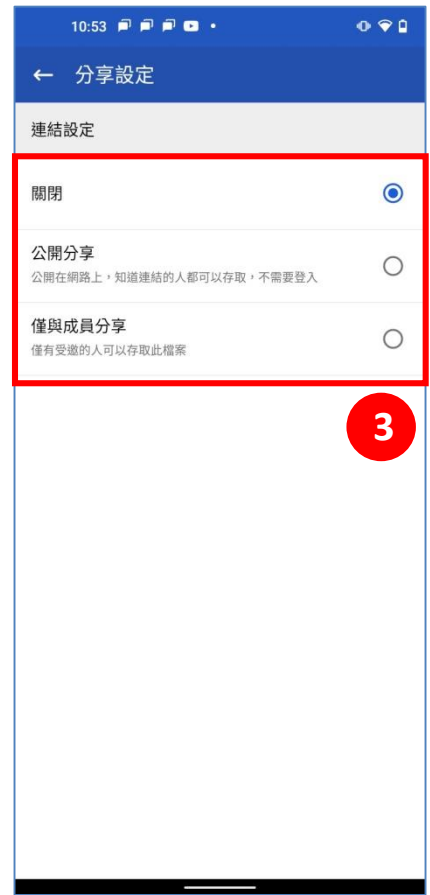 10:53
分享設定
連結設定
關閉
公開分享
公開在網路上，知道連結的人都可以存取，不需要登入
僅與成員分享
僅有受邀的人可以存取此檔案
3